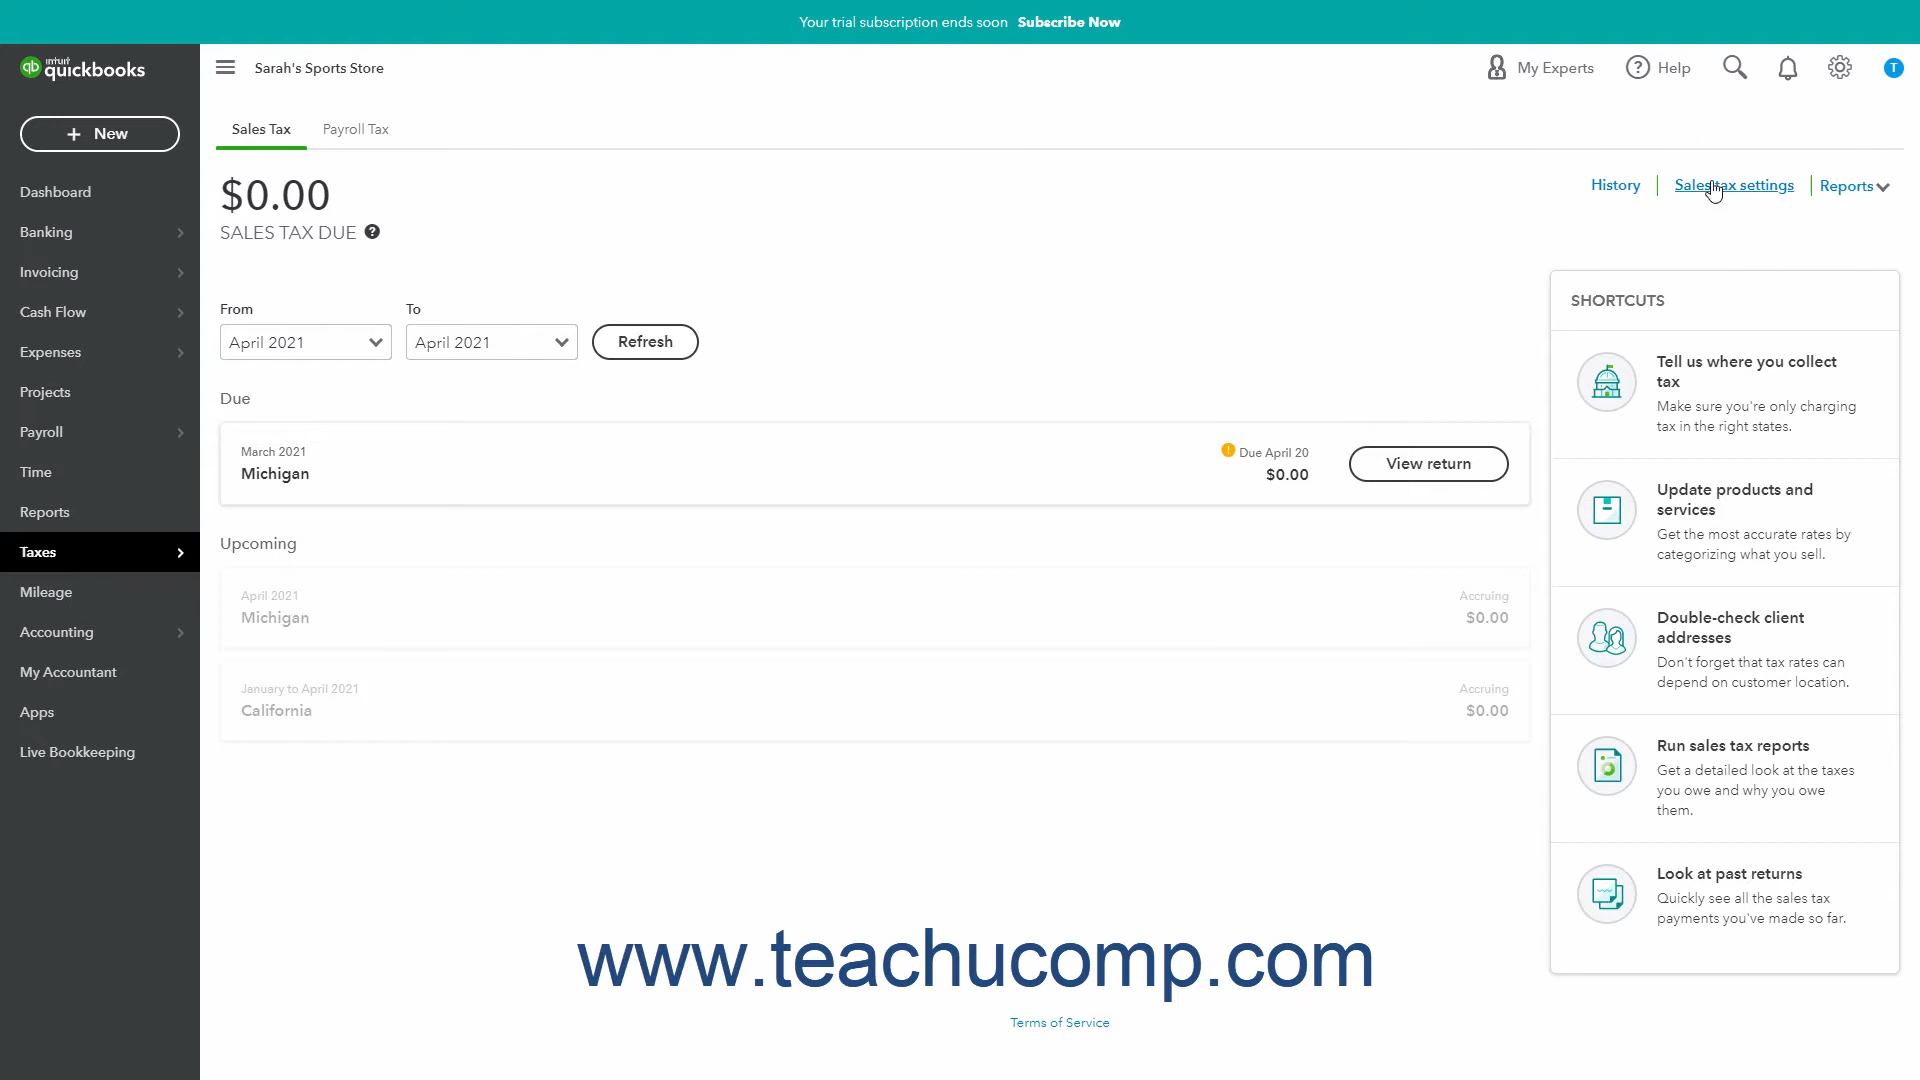 Your trial subscription ends soon Subscribe Now
intuit quickbooks
Sarah's Sports Store
My Experts
Help
T
+ New
Dashboard
Banking
Invoicing
Cash Flow
Expenses
Projects
Payroll
Time
Reports
Taxes
Mileage
Accounting
My Accountant
Apps
Live Bookkeeping
Sales Tax
Payroll Tax
$0.00
SALES TAX DUE ?
History
Sales tax settings
Reports
From
To
April 2021
April 2021
Refresh
Due
March 2021
Michigan
! Due April 20
$0.00
View return
Upcoming
April 2021
Michigan
Accruing
$0.00
January to April 2021
California
Accruing
$0.00
SHORTCUTS
Tell us where you collect
tax
Make sure you're only charging
tax in the right states.
Update products and
services
Get the most accurate rates by
categorizing what you sell.
Double-check client
addresses
Don't forget that tax rates can
depend on customer location.
Run sales tax reports
Get a detailed look at the taxes
you owe and why you owe
them.
Look at past returns
Quickly see all the sales tax
payments you've made so far.
www.teachucomp.com
Terms of Service